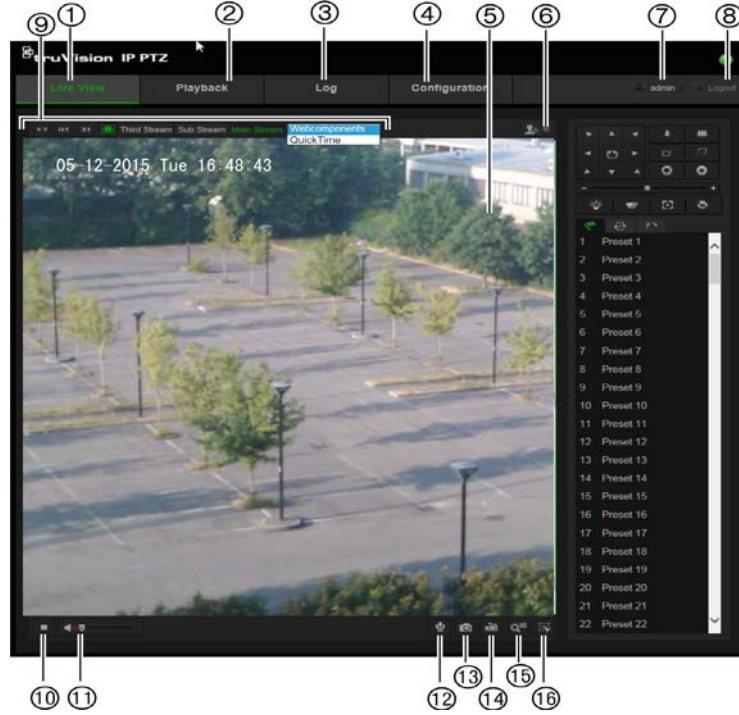 ⑨ ① ② ③ ④ ⑤ ⑥ ⑦ ⑧
truVision IP PTZ
Live View Playback Log Configuration admin Logout
4:3 16:9 X1 Third Stream Sub Stream Main Stream Webcomponents
QuickTime
05-12-2015 Tue 16:48:43
1 Preset 1
2 Preset 2
3 Preset 3
4 Preset 4
5 Preset 5
6 Preset 6
7 Preset 7
8 Preset 8
9 Preset 9
10 Preset 10
11 Preset 11
12 Preset 12
13 Preset 13
14 Preset 14
15 Preset 15
16 Preset 16
17 Preset 17
18 Preset 18
19 Preset 19
20 Preset 20
21 Preset 21
22 Preset 22
⑩ ⑪ ⑫ ⑬ ⑭ ⑮ ⑯